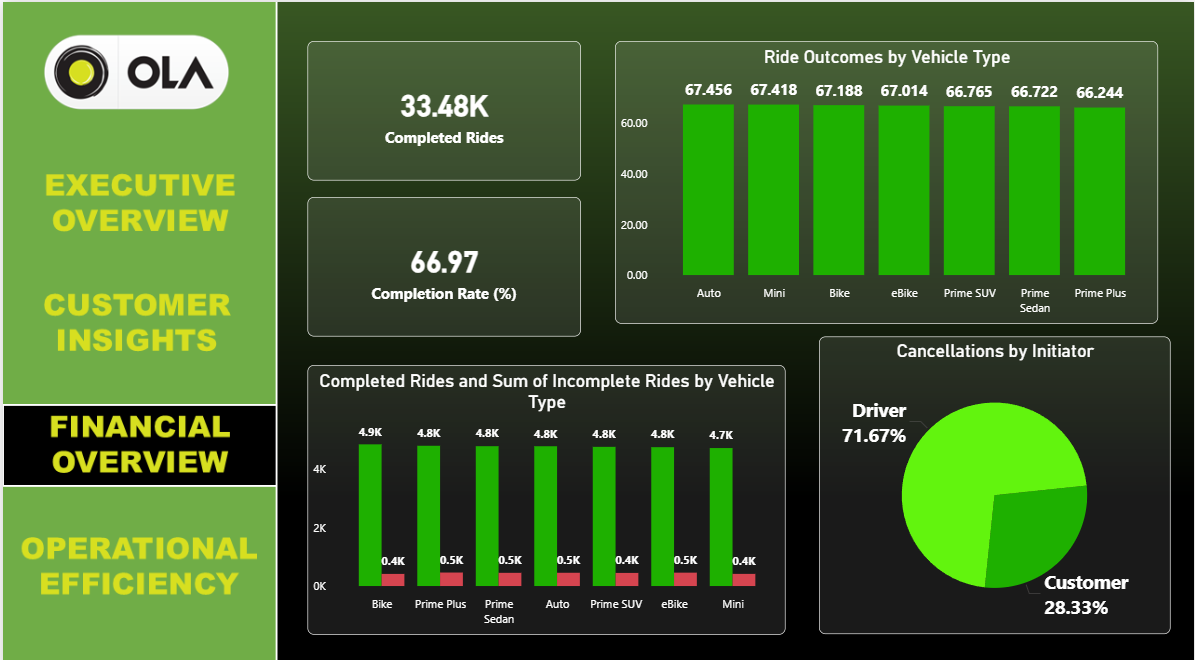 OLA
EXECUTIVE
OVERVIEW
CUSTOMER
INSIGHTS
FINANCIAL
OVERVIEW
OPERATIONAL
EFFICIENCY
33.48K
Completed Rides
66.97
Completion Rate (%)
Ride Outcomes by Vehicle Type
67.456 67.418 67.188 67.014 66.765 66.722 66.244
60.00
40.00
20.00
0.00
Auto Mini Bike eBike Prime SUV Prime Sedan Prime Plus
Completed Rides and Sum of Incomplete Rides by Vehicle
Type
4.9K 4.8K 4.8K 4.8K 4.8K 4.8K 4.7K
4K
2K
0.4K 0.5K 0.5K 0.5K 0.4K 0.5K 0.4K
0K
Bike Prime Plus Prime Sedan Auto Prime SUV eBike Mini
Cancellations by Initiator
Driver
71.67%
Customer
28.33%